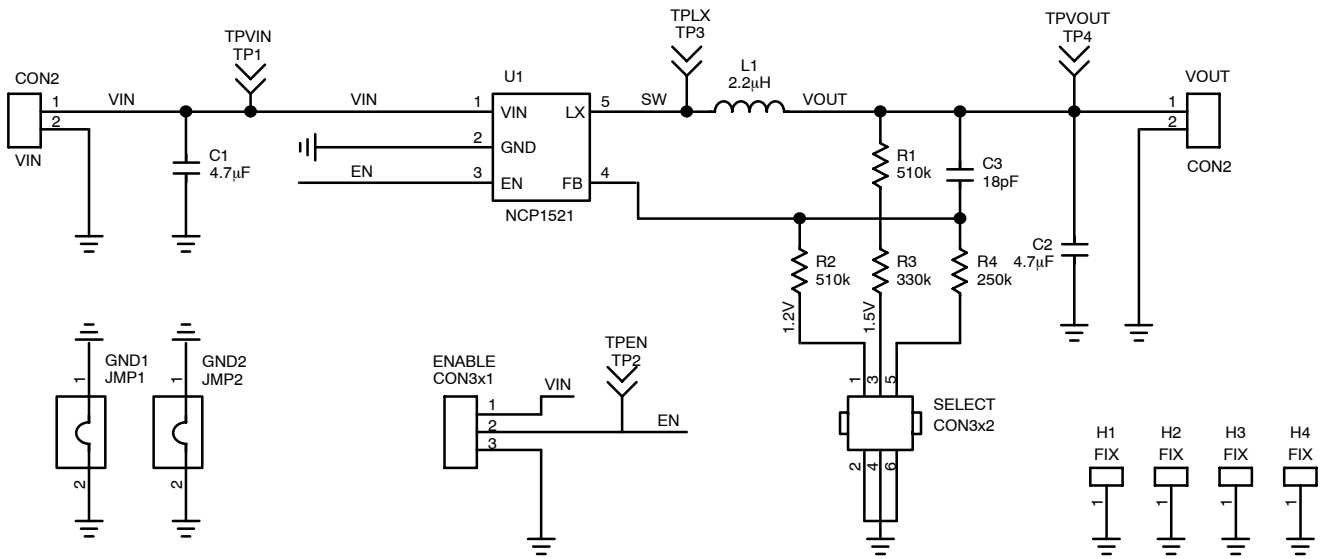 TPVIN
TP1
TPLX
TP3
TPVOUT
TP4
CON2
1
2
VIN
VIN
VIN
C1
4.7µF
U1
1 VIN LX 5
2 GND
3 EN FB 4
EN
NCP1521
SW
L1
2.2µH
VOUT
VOUT
1
2
CON2
R1
510k
C3
18pF
R2
510k
R3
330k
R4
250k
C2
4.7µF
1.2V
1.5V
1 3 5
SELECT
CON3x2
2 4 6
GND1
JMP1
1
2
GND2
JMP2
1
2
ENABLE
CON3x1
1
2
3
VIN
TPEN
TP2
EN
H1
FIX
1
H2
FIX
1
H3
FIX
1
H4
FIX
1